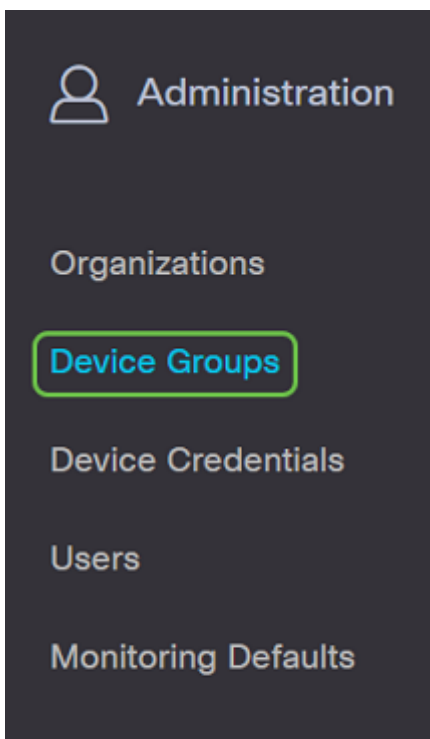 Administration
Organizations
Device Groups
Device Credentials
Users
Monitoring Defaults